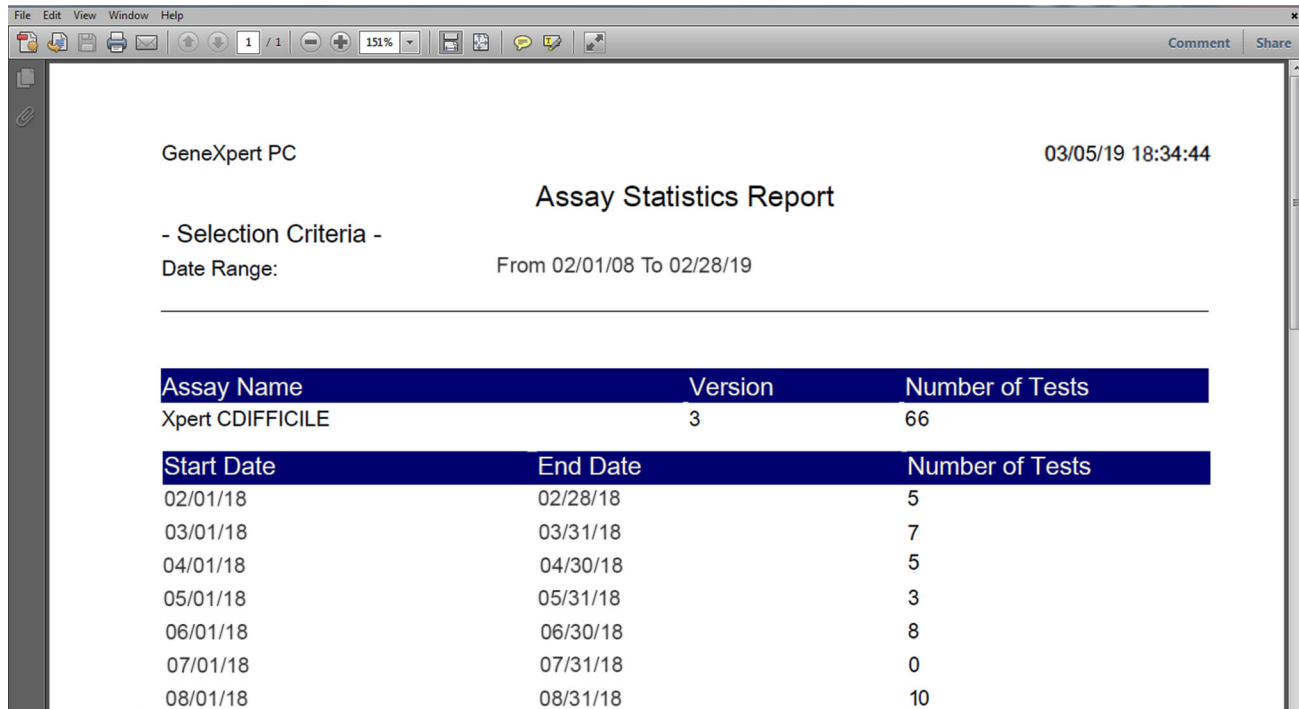 File Edit View Window Help x
1 / 1 151% Comment Share
GeneXpert PC 03/05/19 18:34:44
Assay Statistics Report
- Selection Criteria -
Date Range: From 02/01/08 To 02/28/19
Assay Name Version Number of Tests
Xpert CDIFFICILE 3 66
Start Date End Date Number of Tests
02/01/18 02/28/18 5
03/01/18 03/31/18 7
04/01/18 04/30/18 5
05/01/18 05/31/18 3
06/01/18 06/30/18 8
07/01/18 07/31/18 0
08/01/18 08/31/18 10